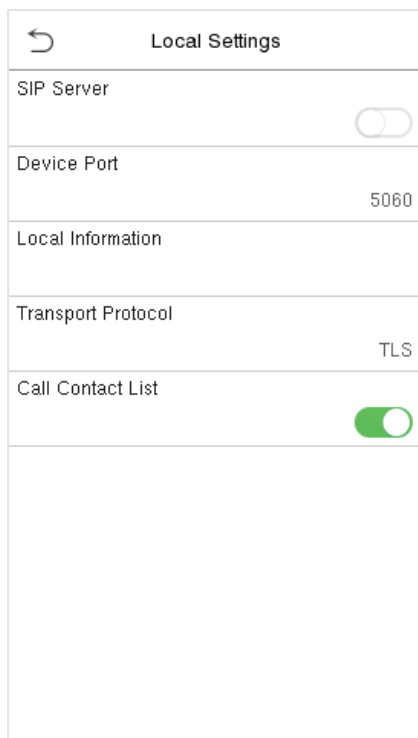 Local Settings
SIP Server
Device Port
5060
Local Information
Transport Protocol
TLS
Call Contact List